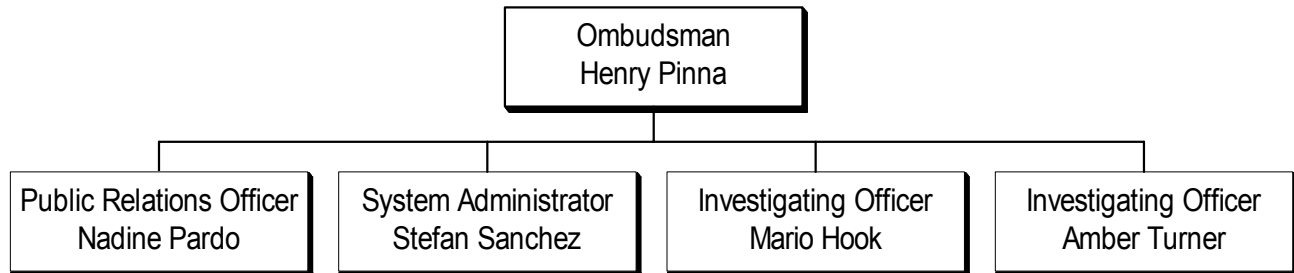 Ombudsman
Henry Pinna
Public Relations Officer
Nadine Pardo
System Administrator
Stefan Sanchez
Investigating Officer
Mario Hook
Investigating Officer
Amber Turner